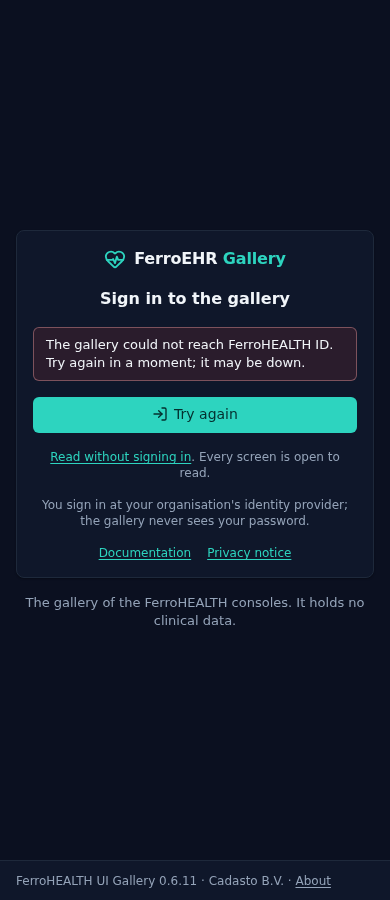 FerroEHR Gallery
Sign in to the gallery
The gallery could not reach FerroHEALTH ID.
Try again in a moment; it may be down.
Try again
Read without signing in. Every screen is open to
read.
You sign in at your organisation's identity provider;
the gallery never sees your password.
Documentation Privacy notice
The gallery of the FerroHEALTH consoles. It holds no
clinical data.
FerroHEALTH UI Gallery 0.6.11 · Cadasto B.V. · About